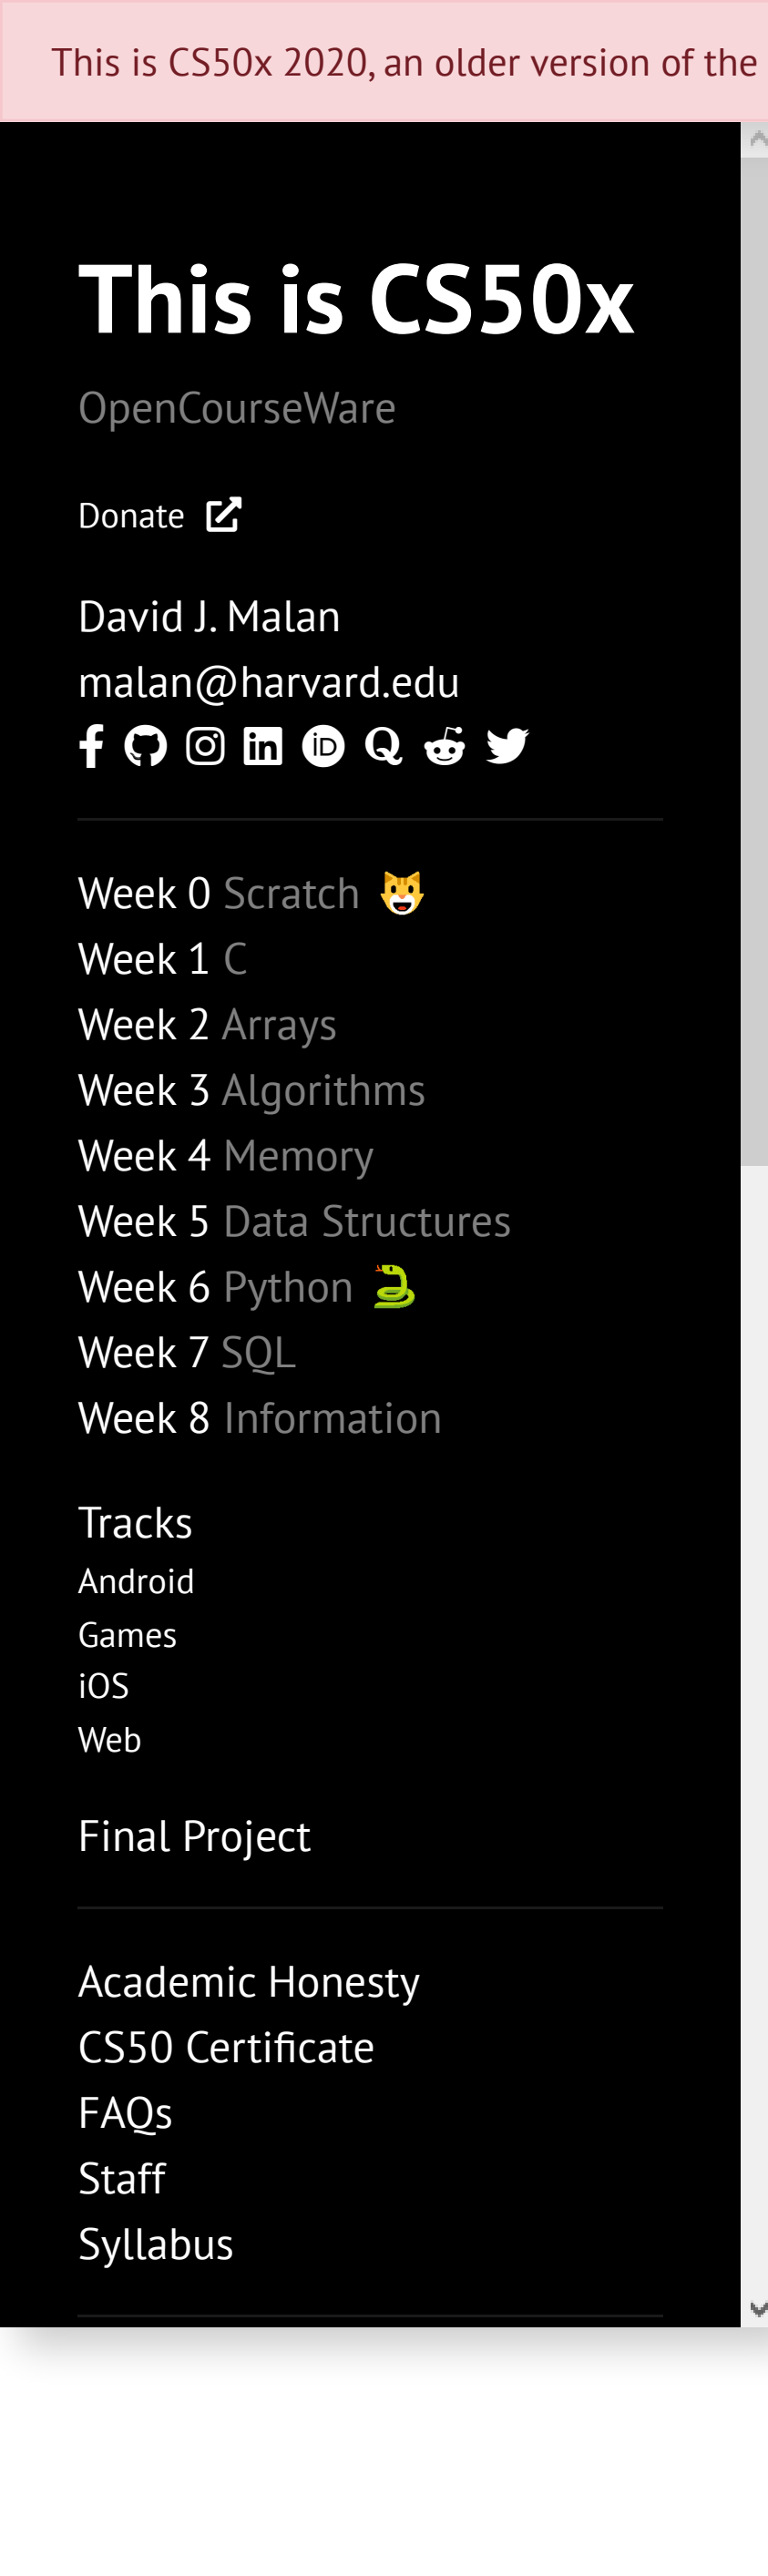 This is CS50x 2020, an older version of the
This is CS50x
OpenCourseWare
Donate
David J. Malan
malan@harvard.edu
Week 0 Scratch 🐱
Week 1 C
Week 2 Arrays
Week 3 Algorithms
Week 4 Memory
Week 5 Data Structures
Week 6 Python 🐍
Week 7 SQL
Week 8 Information
Tracks
Android
Games
iOS
Web
Final Project
Academic Honesty
CS50 Certificate
FAQs
Staff
Syllabus